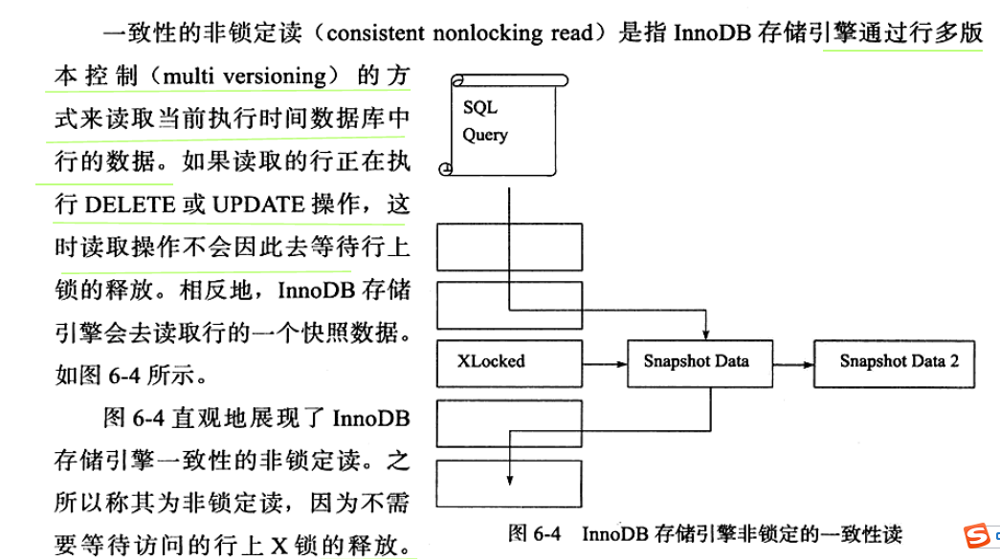 一致性的非锁定读（consistent nonlocking read）是指 InnoDB 存储引擎通过行多版
本控制（multi versioning）的方
式来读取当前执行时间数据库中
行的数据。如果读取的行正在执
行 DELETE 或 UPDATE 操作，这
时读取操作不会因此去等待行上
锁的释放。相反地，InnoDB 存储
引擎会去读取行的一个快照数据。
如图 6-4 所示。
图 6-4 直观地展现了 InnoDB
存储引擎一致性的非锁定读。之
所以称其为非锁定读，因为不需
要等待访问的行上 X 锁的释放。
SQL
Query
XLocked
Snapshot Data
Snapshot Data 2
图 6-4 InnoDB 存储引擎非锁定的一致性读
S